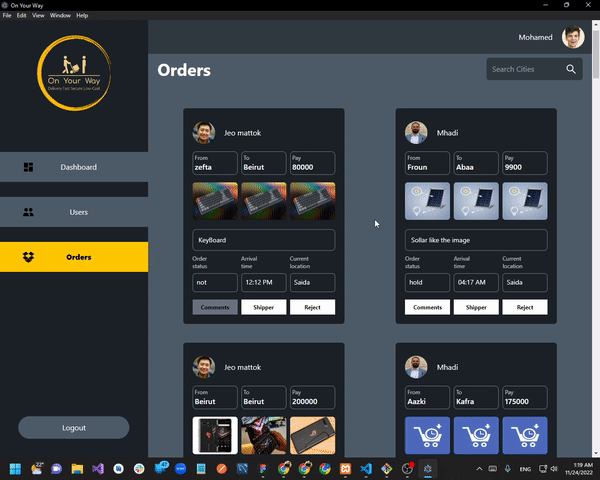 On Your Way
File Edit View Window Help
Mohamed
On Your Way
Delivery Fast Secure Low-Cost
Orders
Search Cities
Dashboard
Users
Orders
Logout
Jeo mattok
From To Pay
zefta Beirut 80000
KeyBoard
Order status Arrival time Current location
not 12:12 PM Saida
Comments Shipper Reject
Mhadi
From To Pay
Froun Abaa 9900
Sollar like the image
Order status Arrival time Current location
hold 04:17 AM Saida
Comments Shipper Reject
Jeo mattok
From To Pay
Beirut Beirut 200000
Mhadi
From To Pay
Aazki Kafra 175000
22°
ENG
1:19 AM
11/24/2022